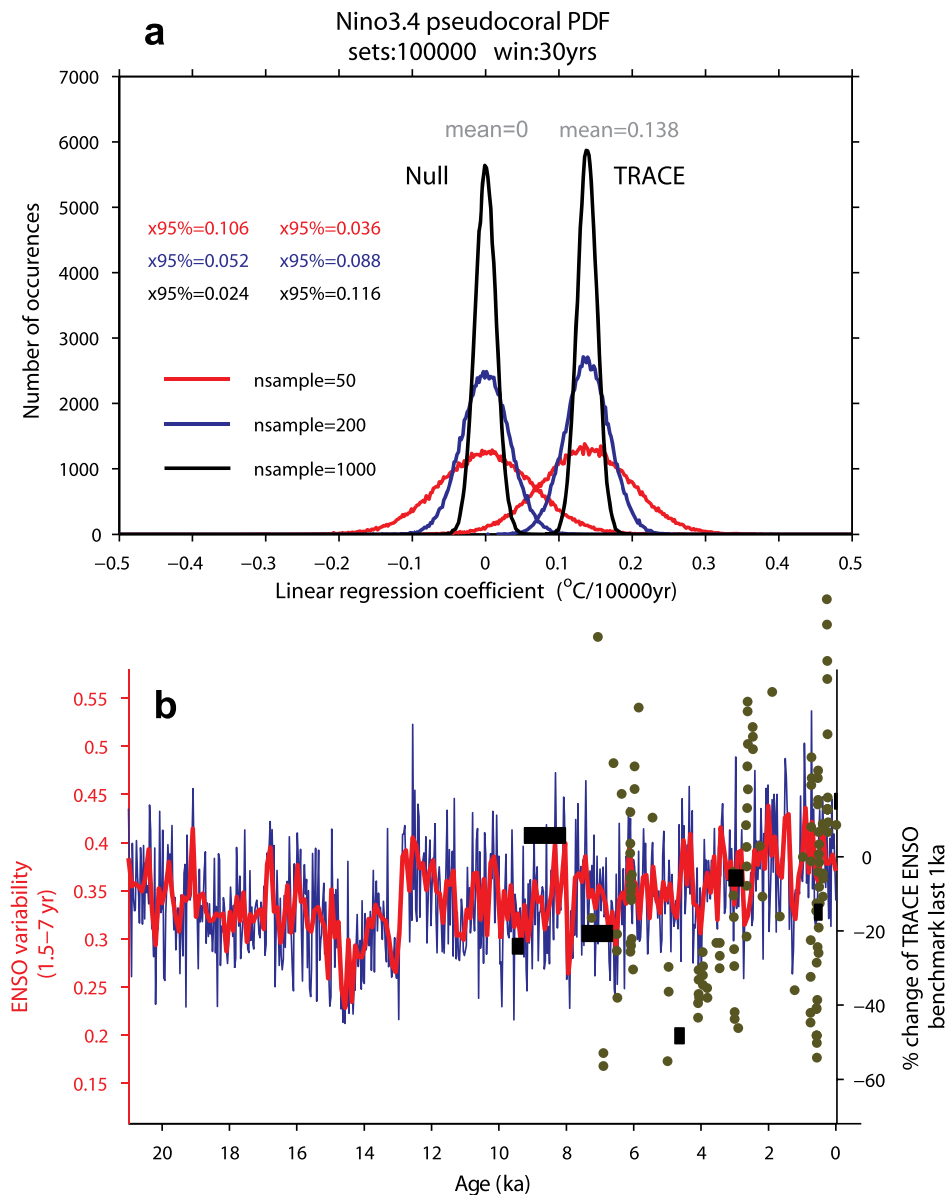 a
Nino3.4 pseudocoral PDF
sets:100000 win:30yrs
7000
6000
5000
4000
3000
2000
1000
0
Number of occurences
mean=0 mean=0.138
Null TRACE
x95%=0.106 x95%=0.036
x95%=0.052 x95%=0.088
x95%=0.024 x95%=0.116
nsample=50
nsample=200
nsample=1000
−0.5 −0.4 −0.3 −0.2 −0.1 0 0.1 0.2 0.3 0.4 0.5
Linear regression coefficient (°C/10000yr)
b
0.55
0.5
0.45
0.4
0.35
0.3
0.25
0.2
0.15
ENSO variability
(1.5−7 yr)
0
−20
−40
−60
% change of TRACE ENSO
benchmark last 1ka
20 18 16 14 12 10 8 6 4 2 0
Age (ka)